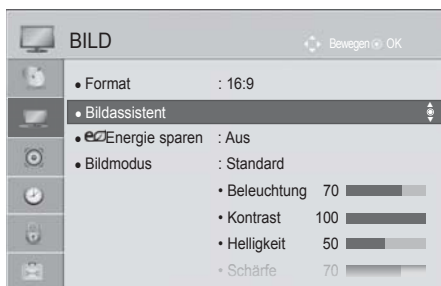 BILD Bewegen OK
• Format : 16:9
• Bildassistent
• Energie sparen : Aus
• Bildmodus : Standard
• Beleuchtung 70
• Kontrast 100
• Helligkeit 50
• Schärfe 70